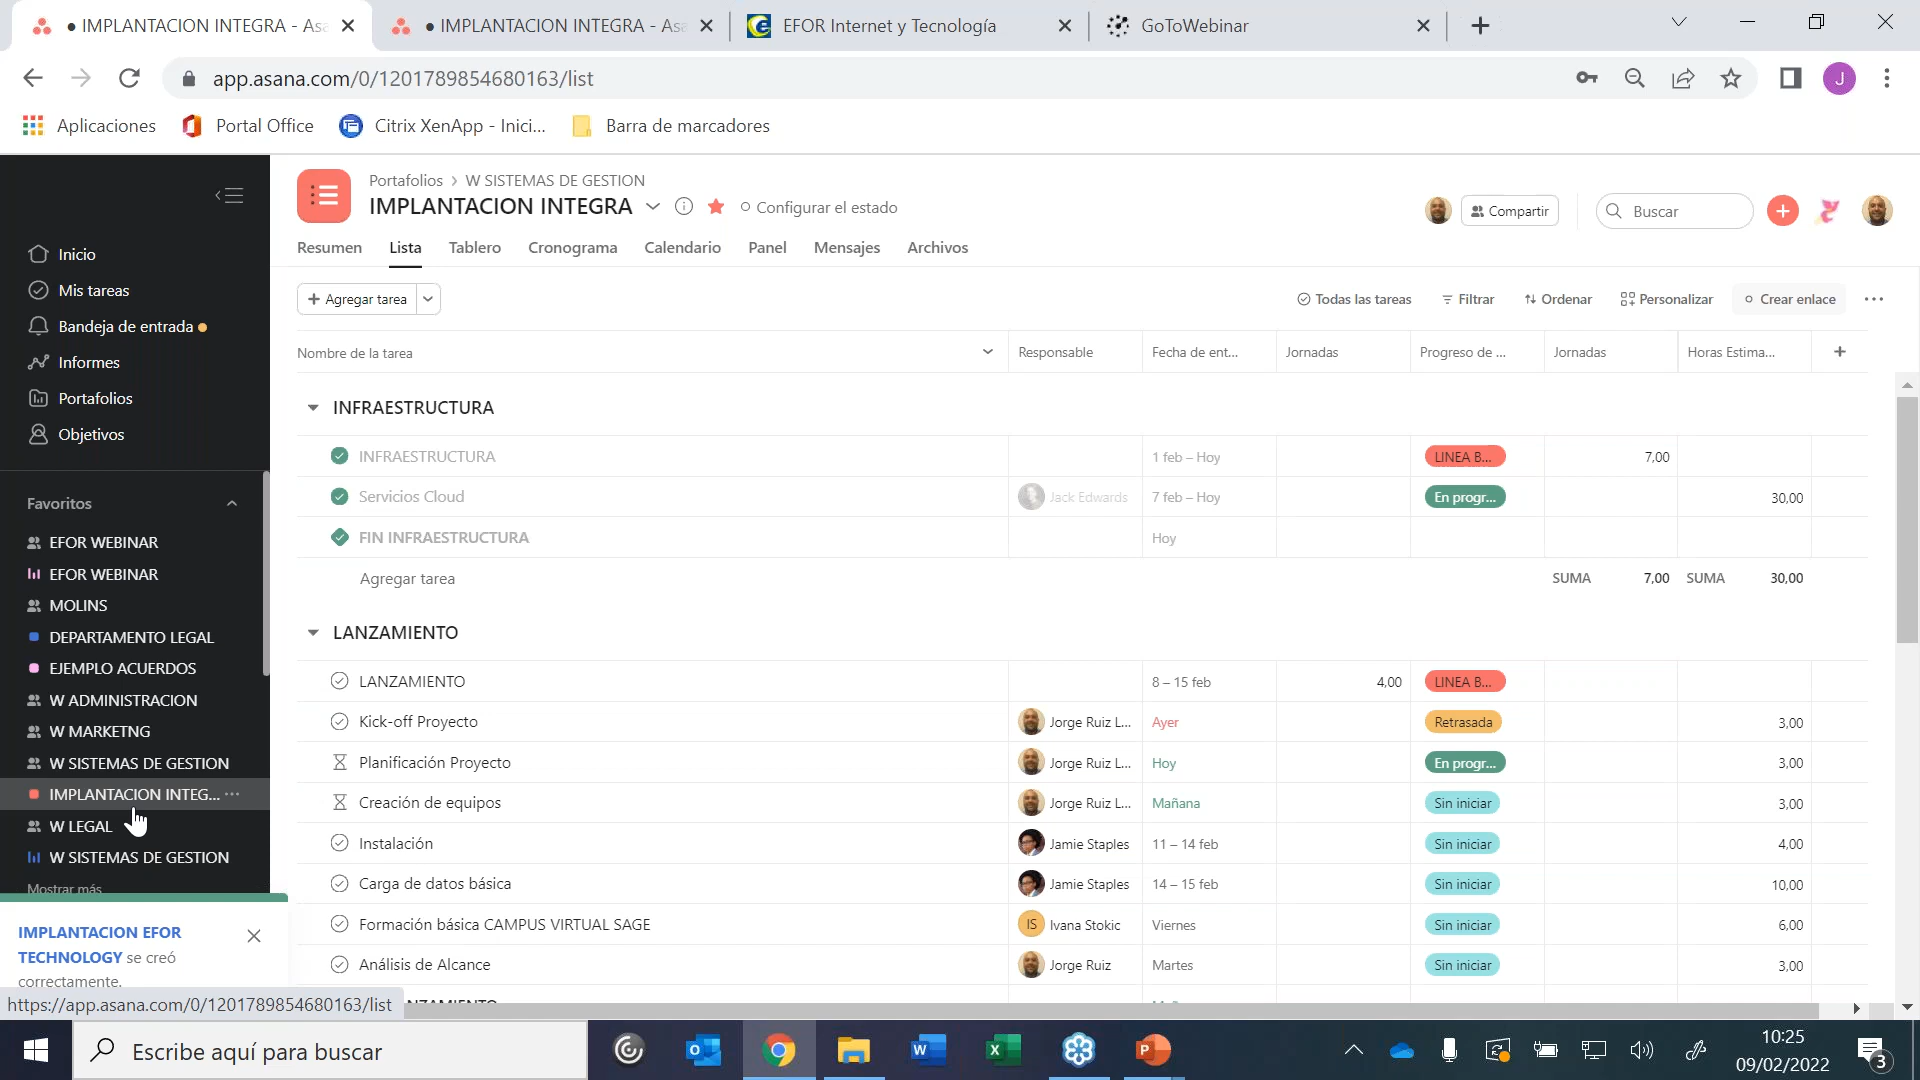 • IMPLANTACION INTEGRA - Asa
• IMPLANTACION INTEGRA - Asa
EFOR Internet y Tecnología
GoToWebinar
app.asana.com/0/1201789854680163/list
J
Aplicaciones
Portal Office
Citrix XenApp - Inici...
Barra de marcadores
Portafolios > W SISTEMAS DE GESTION
IMPLANTACION INTEGRA
Configurar el estado
Compartir
Buscar
Resumen
Lista
Tablero
Cronograma
Calendario
Panel
Mensajes
Archivos
Inicio
Mis tareas
Bandeja de entrada
Informes
Portafolios
Objetivos
Favoritos
EFOR WEBINAR
EFOR WEBINAR
MOLINS
DEPARTAMENTO LEGAL
EJEMPLO ACUERDOS
W ADMINISTRACION
W MARKETNG
W SISTEMAS DE GESTION
IMPLANTACION INTEG... ...
W LEGAL
W SISTEMAS DE GESTION
Mostrar más
+ Agregar tarea
Todas las tareas
Filtrar
Ordenar
Personalizar
Crear enlace
Nombre de la tarea
Responsable
Fecha de ent...
Jornadas
Progreso de ...
Jornadas
Horas Estima...
+
INFRAESTRUCTURA
INFRAESTRUCTURA 1 feb – Hoy LINEA B... 7,00
Servicios Cloud Jack Edwards 7 feb – Hoy En progr... 30,00
FIN INFRAESTRUCTURA Hoy
Agregar tarea SUMA 7,00 SUMA 30,00
LANZAMIENTO
LANZAMIENTO 8 – 15 feb 4,00 LINEA B...
Kick-off Proyecto Jorge Ruiz L... Ayer Retrasada 3,00
Planificación Proyecto Jorge Ruiz L... Hoy En progr... 3,00
Creación de equipos Jorge Ruiz L... Mañana Sin iniciar 3,00
Instalación Jamie Staples 11 – 14 feb Sin iniciar 4,00
Carga de datos básica Jamie Staples 14 – 15 feb Sin iniciar 10,00
Formación básica CAMPUS VIRTUAL SAGE IS Ivana Stokic Viernes Sin iniciar 6,00
Análisis de Alcance Jorge Ruiz Martes Sin iniciar 3,00
IMPLANTACION EFOR
TECHNOLOGY se creó
correctamente.
https://app.asana.com/0/1201789854680163/list
Escribe aquí para buscar
10:25
09/02/2022
3